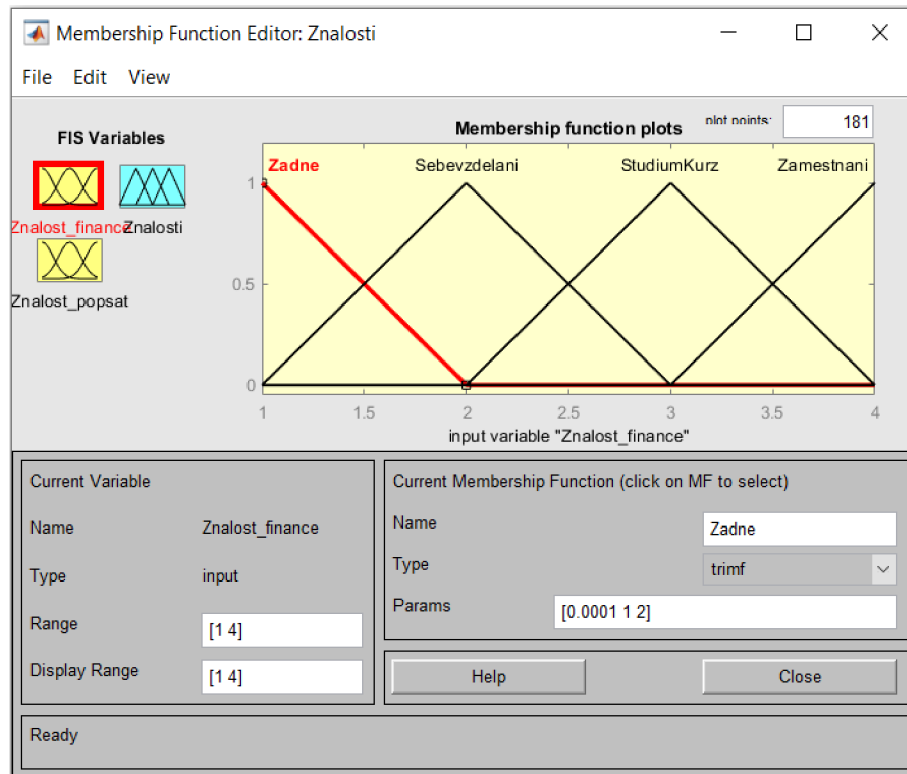 Membership Function Editor: Znalosti
File Edit View
FIS Variables
Znalost_finance
Znalosti
Znalost_popsat
Membership function plots
plot points:
181
Zadne
Sebevzdelani
StudiumKurz
Zamestnani
1
0.5
0
1 1.5 2 2.5 3 3.5 4
input variable "Znalost_finance"
Current Variable
Name Znalost_finance
Type input
Range [1 4]
Display Range [1 4]
Current Membership Function (click on MF to select)
Name Zadne
Type trimf
Params [0.0001 1 2]
Help Close
Ready